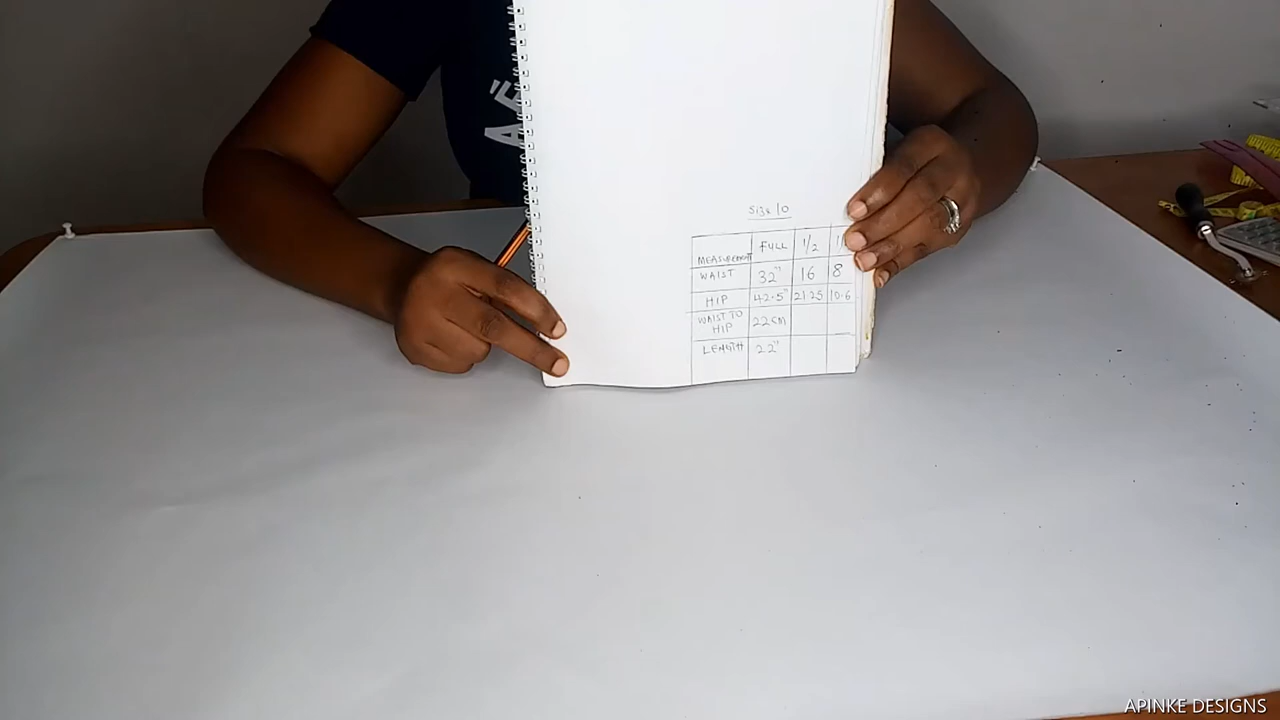 AÉ
Size 10
MEASUREMENT FULL 1/2
WAIST 32" 16 8
HIP 42.5" 21.25 10.6
WAIST TO HIP 22CM
LENGTH 22"
APINKE DESIGNS